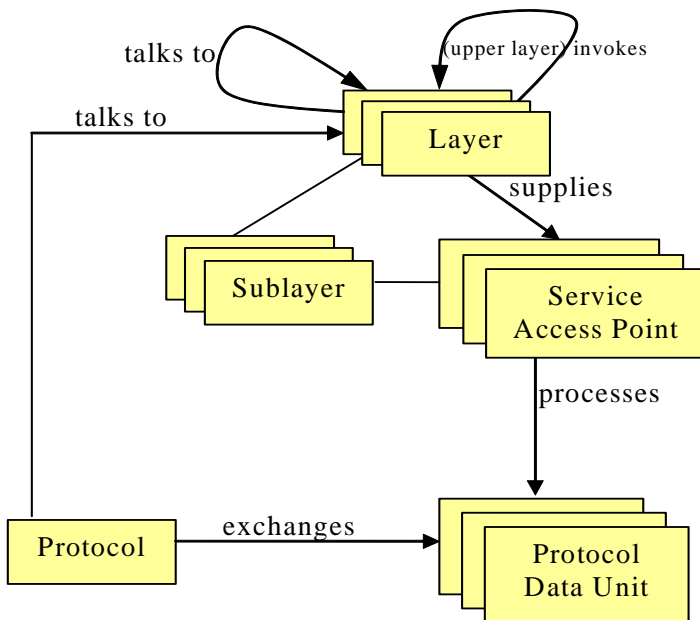 talks to
(upper layer) invokes
talks to
Layer
supplies
Sublayer
Service
Access Point
processes
exchanges
Protocol
Protocol
Data Unit